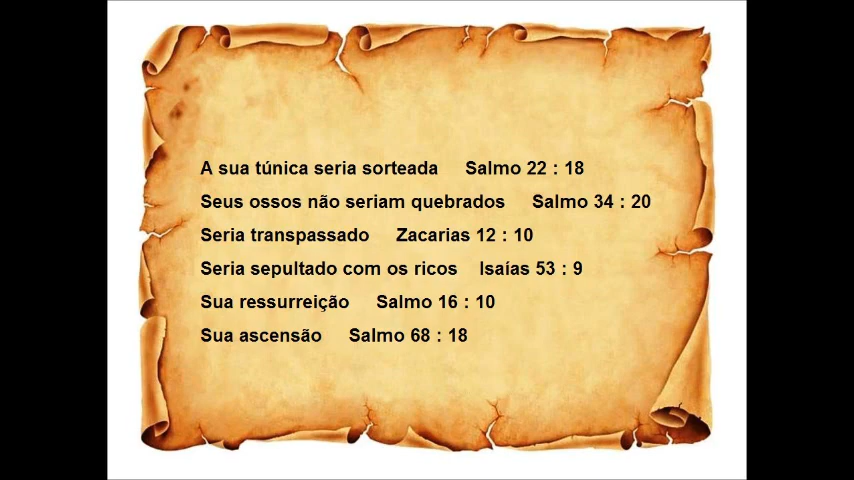 A sua túnica seria sorteada Salmo 22 : 18
Seus ossos não seriam quebrados Salmo 34 : 20
Seria transpassado Zacarias 12 : 10
Seria sepultado com os ricos Isaías 53 : 9
Sua ressurreição Salmo 16 : 10
Sua ascensão Salmo 68 : 18